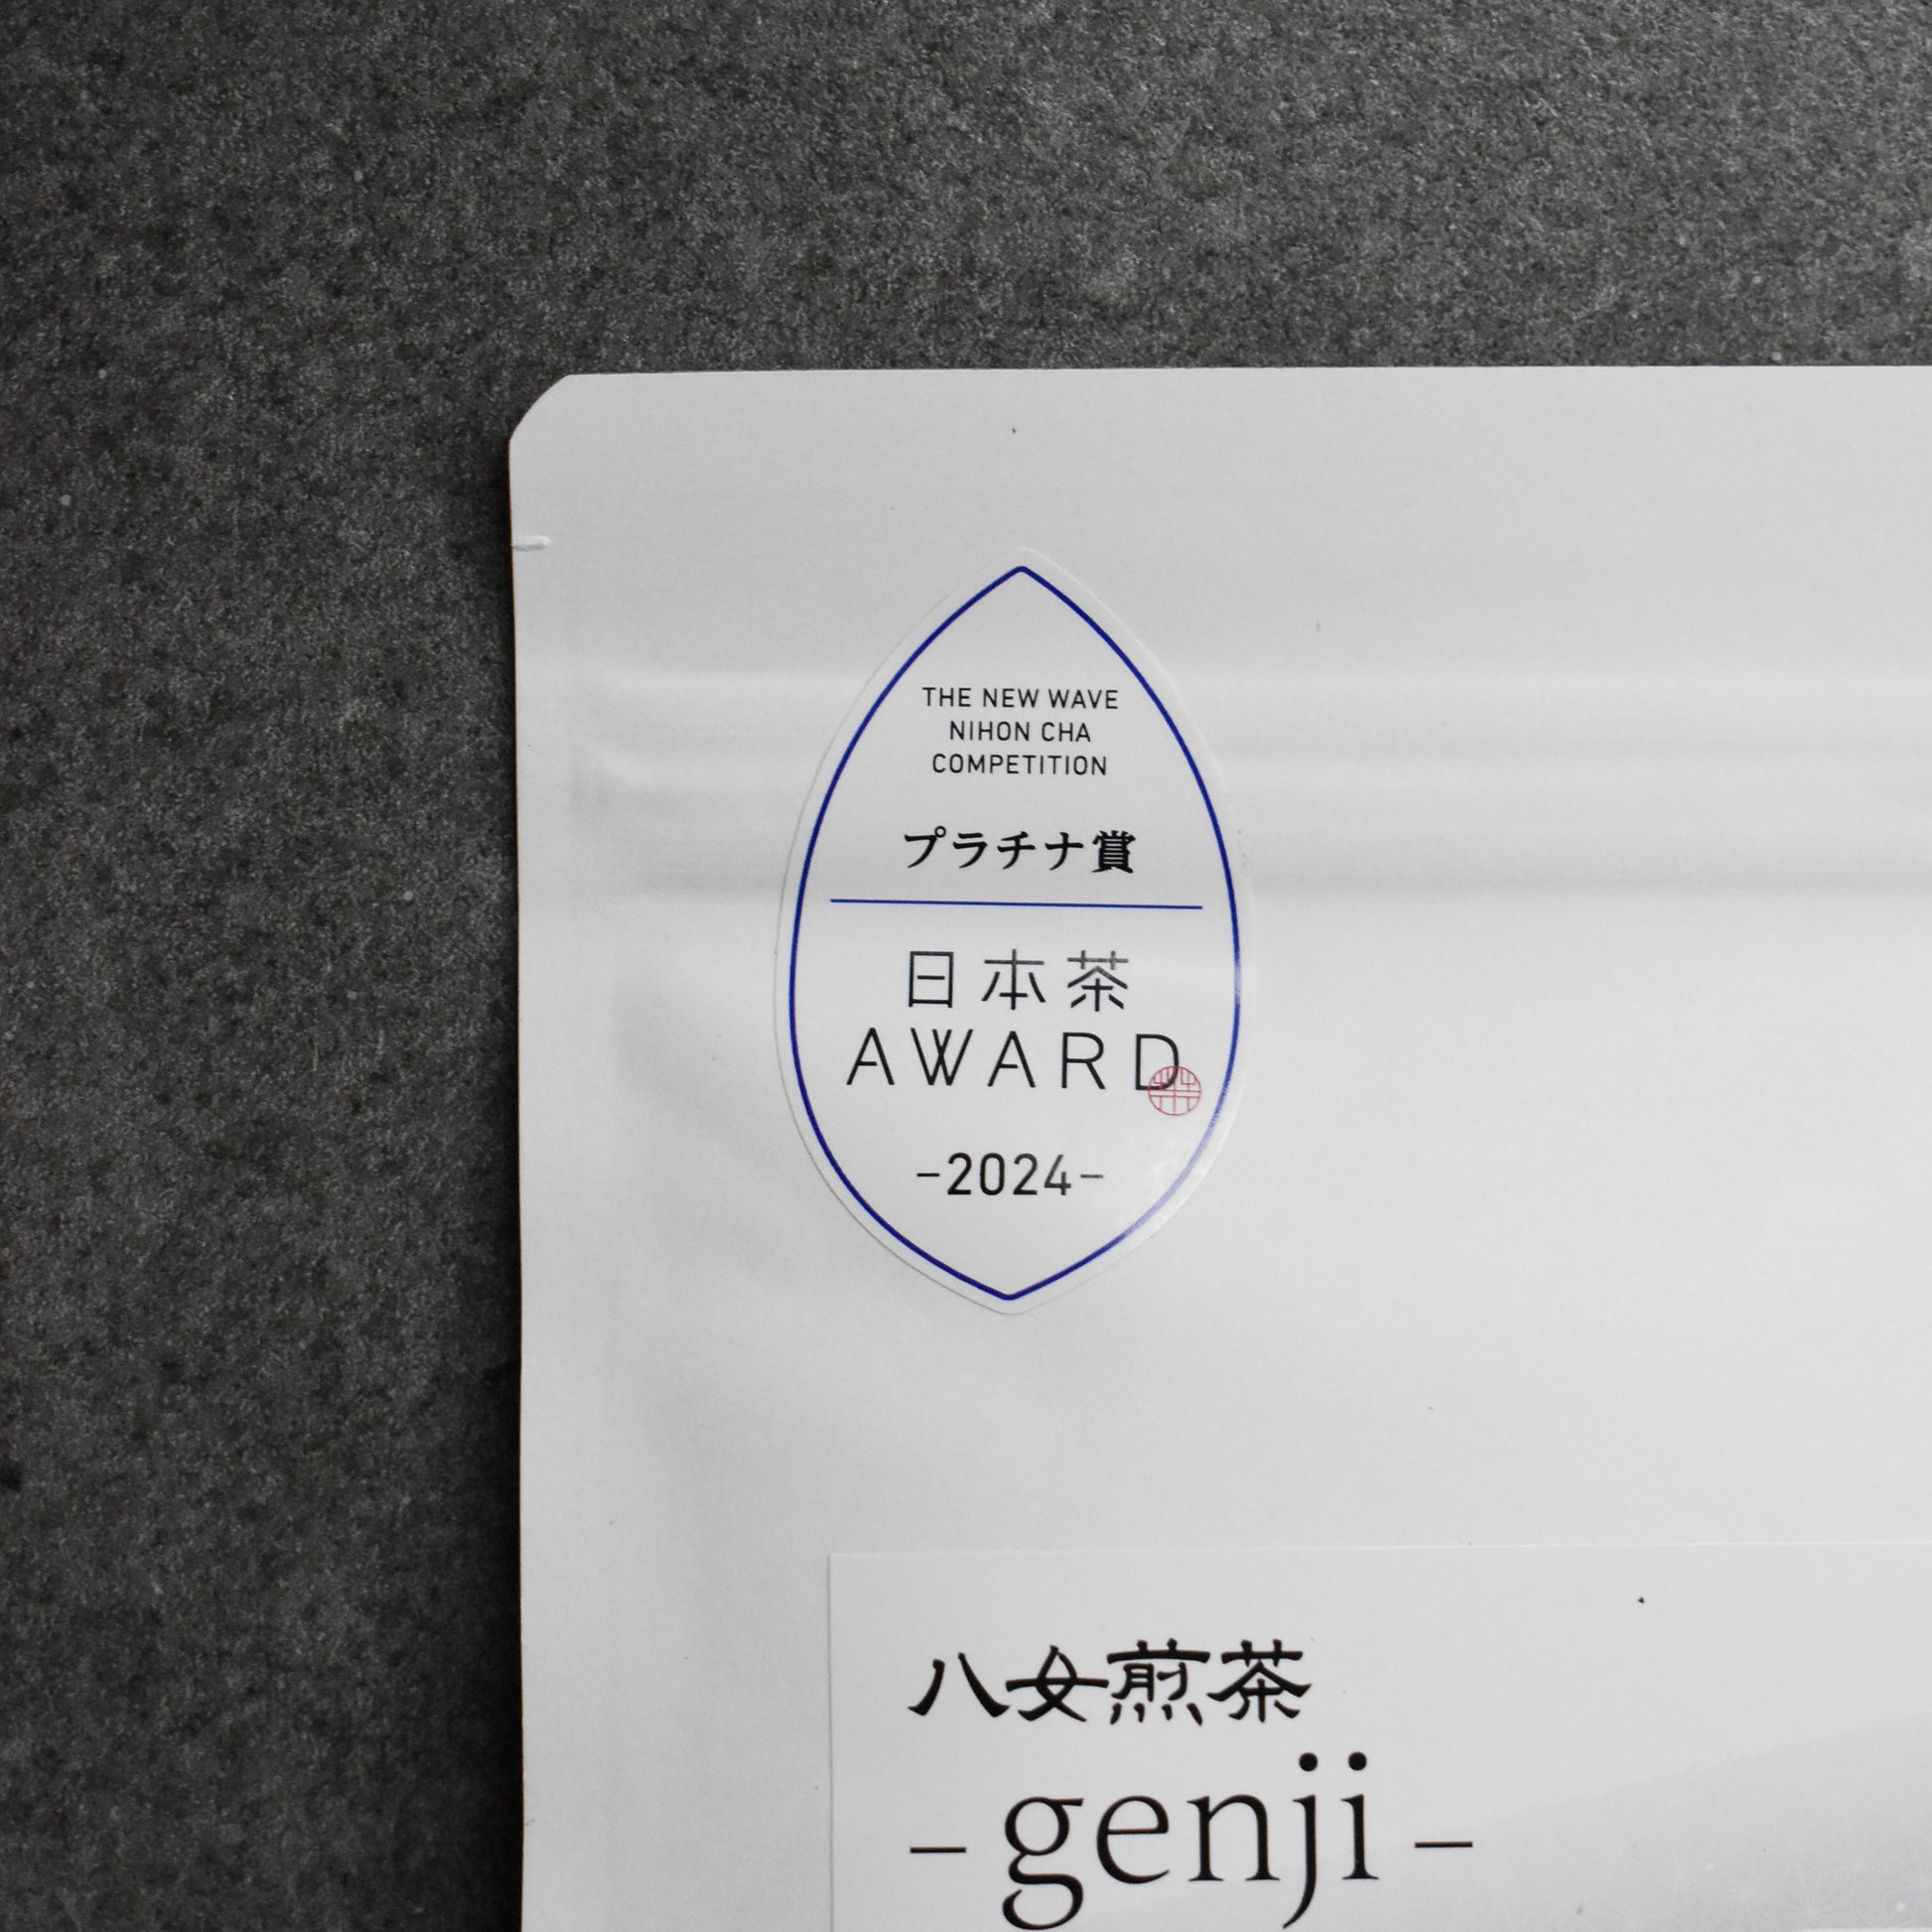 THE NEW WAVE
NIHON CHA
COMPETITION
プラチナ賞
日本茶
AWARD
-2024-
八女煎茶
- genji -